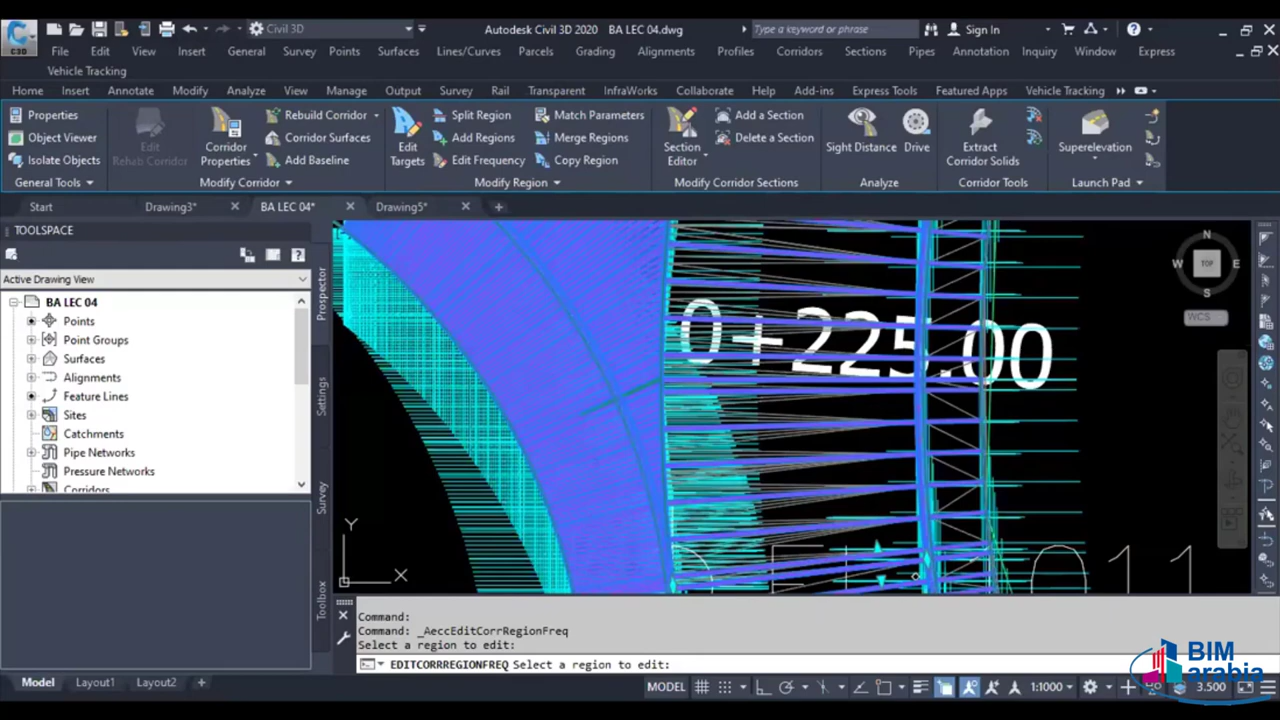 Civil 3D
Autodesk Civil 3D 2020 BA LEC 04.dwg
Type a keyword or phrase
Sign In
C3D
File Edit View Insert General Survey Points Surfaces Lines/Curves Parcels Grading Alignments Profiles Corridors Sections Pipes Annotation Inquiry Window Express
Vehicle Tracking
Home Insert Annotate Modify Analyze View Manage Output Survey Rail Transparent InfraWorks Collaborate Help Add-ins Express Tools Featured Apps Vehicle Tracking
Properties
Object Viewer
Isolate Objects
General Tools
Edit
Rehab Corridor
Corridor
Properties
Rebuild Corridor
Corridor Surfaces
Add Baseline
Modify Corridor
Edit
Targets
Split Region
Add Regions
Edit Frequency
Match Parameters
Merge Regions
Copy Region
Modify Region
Section
Editor
Add a Section
Delete a Section
Modify Corridor Sections
Sight Distance
Drive
Analyze
Extract
Corridor Solids
Corridor Tools
Superelevation
Launch Pad
Start
Drawing3*
BA LEC 04*
Drawing5*
TOOLSPACE
Active Drawing View
BA LEC 04
Points
Point Groups
Surfaces
Alignments
Feature Lines
Sites
Catchments
Pipe Networks
Pressure Networks
Corridors
Prospector
Settings
Survey
Toolbox
0+225.00
N
W TOP E
S
WCS
Y
X
Command:
Command: _AeccEditCorrRegionFreq
Select a region to edit:
EDITCORRREGIONFREQ Select a region to edit:
Model Layout1 Layout2
MODEL
1:1000
3.500
BIM
arabia